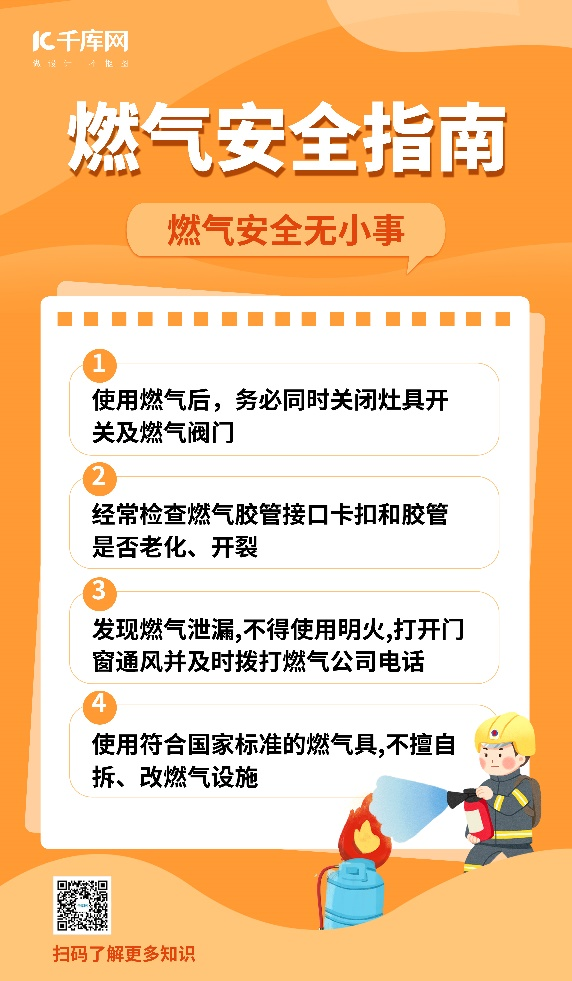 千库网
燃气安全指南
燃气安全无小事
1
使用燃气后，务必同时关闭灶具开
关及燃气阀门
2
经常检查燃气胶管接口卡扣和胶管
是否老化、开裂
3
发现燃气泄漏,不得使用明火,打开门
窗通风并及时拨打燃气公司电话
4
使用符合国家标准的燃气具,不擅自
拆、改燃气设施
扫码了解更多知识